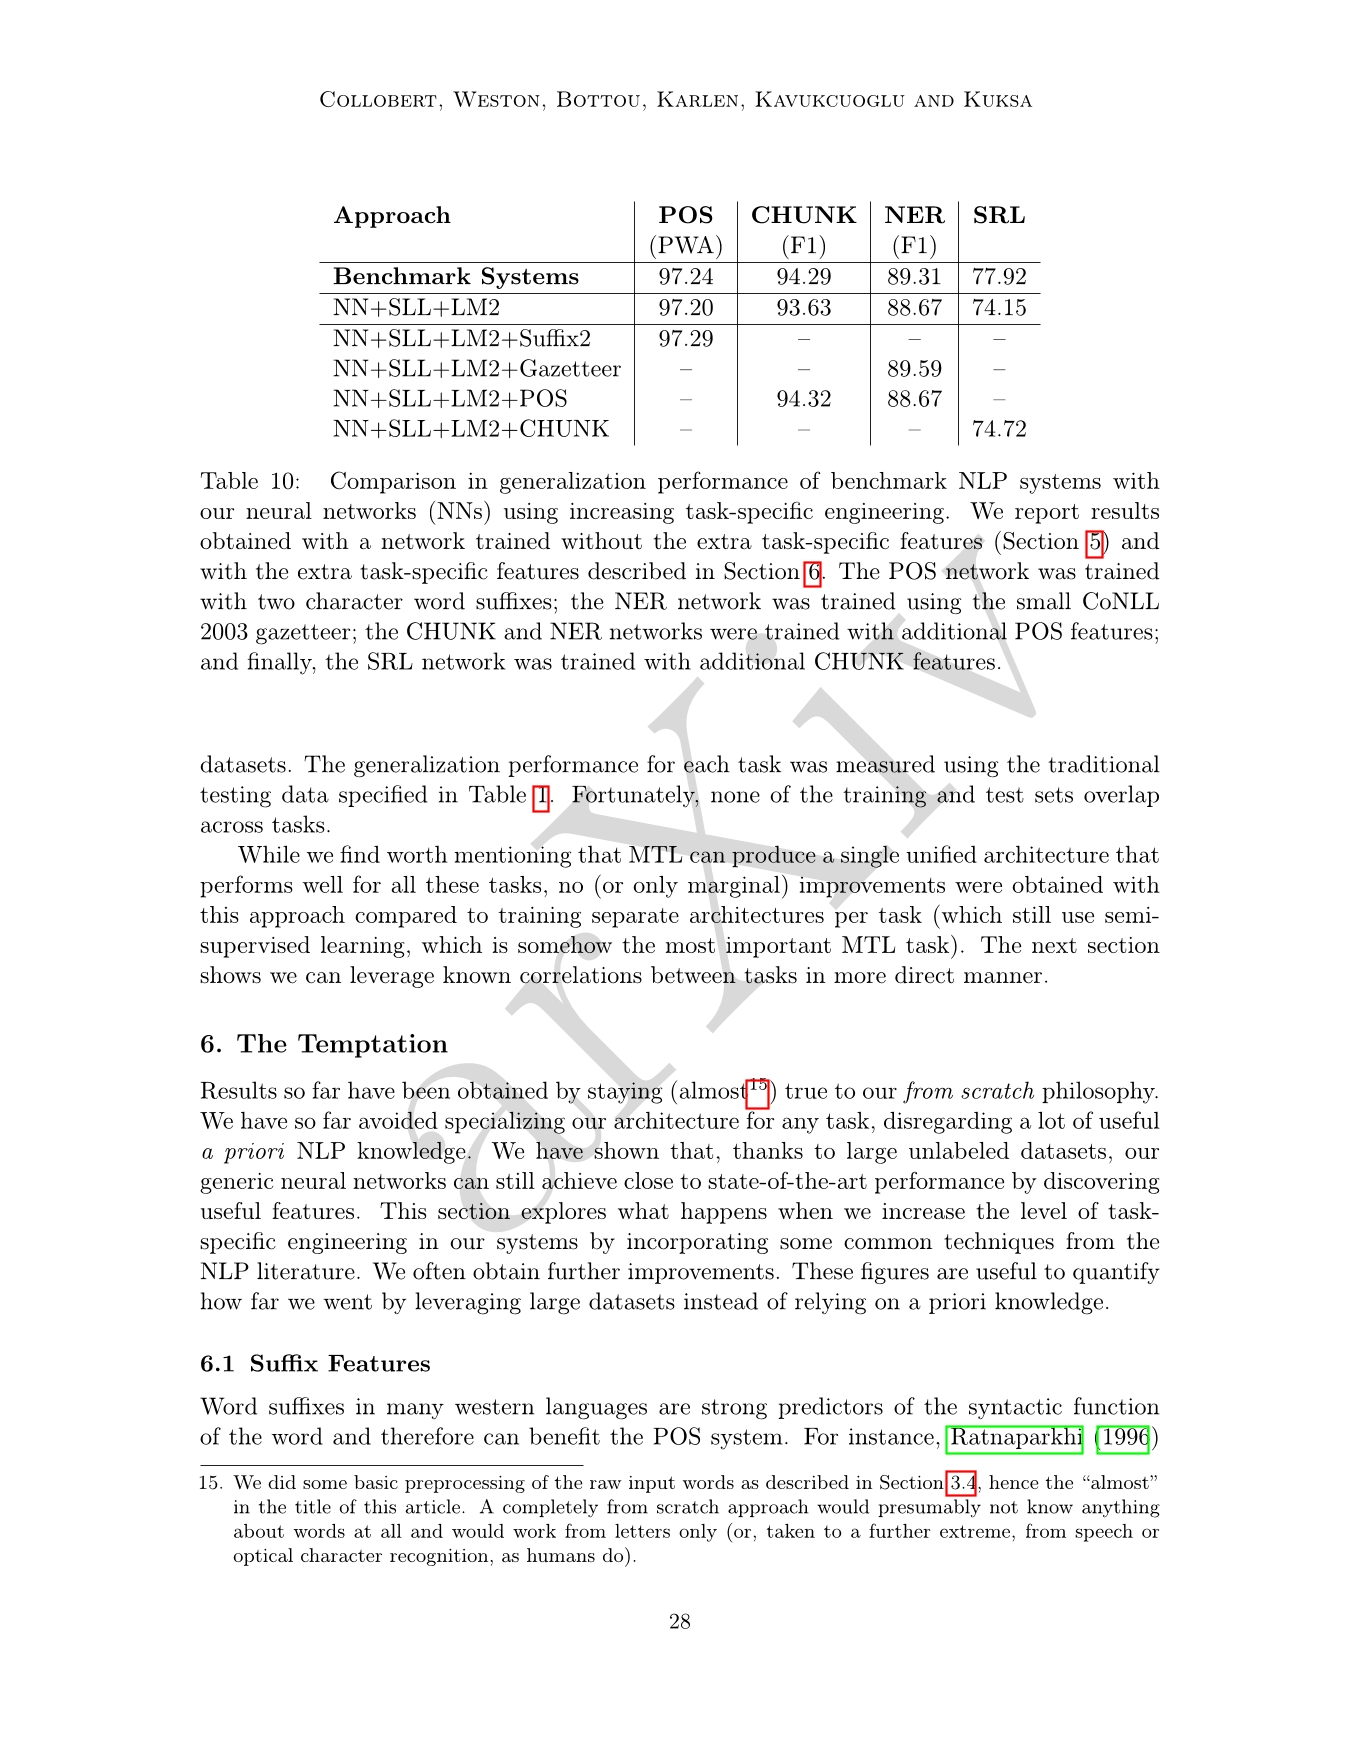 Collobert, Weston, Bottou, Karlen, Kavukcuoglu and Kuksa
Approach POS CHUNK NER SRL
(PWA) (F1) (F1)
Benchmark Systems 97.24 94.29 89.31 77.92
NN+SLL+LM2 97.20 93.63 88.67 74.15
NN+SLL+LM2+Suffix2 97.29 – – –
NN+SLL+LM2+Gazetteer – – 89.59 –
NN+SLL+LM2+POS – 94.32 88.67 –
NN+SLL+LM2+CHUNK – – – 74.72
Table 10: Comparison in generalization performance of benchmark NLP systems with
our neural networks (NNs) using increasing task-specific engineering. We report results
obtained with a network trained without the extra task-specific features (Section 5) and
with the extra task-specific features described in Section 6. The POS network was trained
with two character word suffixes; the NER network was trained using the small CoNLL
2003 gazetteer; the CHUNK and NER networks were trained with additional POS features;
and finally, the SRL network was trained with additional CHUNK features.
datasets. The generalization performance for each task was measured using the traditional
testing data specified in Table 1. Fortunately, none of the training and test sets overlap
across tasks.
While we find worth mentioning that MTL can produce a single unified architecture that
performs well for all these tasks, no (or only marginal) improvements were obtained with
this approach compared to training separate architectures per task (which still use semi-
supervised learning, which is somehow the most important MTL task). The next section
shows we can leverage known correlations between tasks in more direct manner.
6. The Temptation
Results so far have been obtained by staying (almost15) true to our from scratch philosophy.
We have so far avoided specializing our architecture for any task, disregarding a lot of useful
a priori NLP knowledge. We have shown that, thanks to large unlabeled datasets, our
generic neural networks can still achieve close to state-of-the-art performance by discovering
useful features. This section explores what happens when we increase the level of task-
specific engineering in our systems by incorporating some common techniques from the
NLP literature. We often obtain further improvements. These figures are useful to quantify
how far we went by leveraging large datasets instead of relying on a priori knowledge.
6.1 Suffix Features
Word suffixes in many western languages are strong predictors of the syntactic function
of the word and therefore can benefit the POS system. For instance, Ratnaparkhi (1996)
15. We did some basic preprocessing of the raw input words as described in Section 3.4, hence the “almost”
in the title of this article. A completely from scratch approach would presumably not know anything
about words at all and would work from letters only (or, taken to a further extreme, from speech or
optical character recognition, as humans do).
28
arXiv